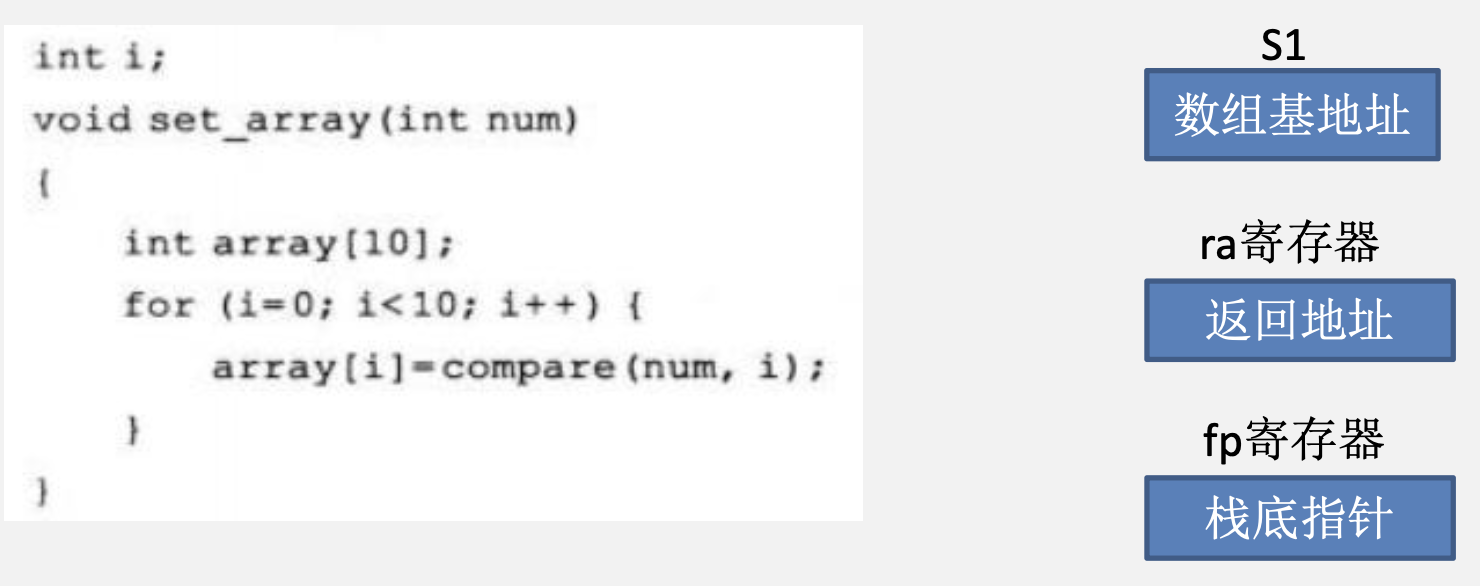 int i;
void set_array(int num)
{
int array[10];
for (i=0; i<10; i++) {
array[i]=compare(num, i);
}
}
S1
数组基地址
ra寄存器
返回地址
fp寄存器
栈底指针